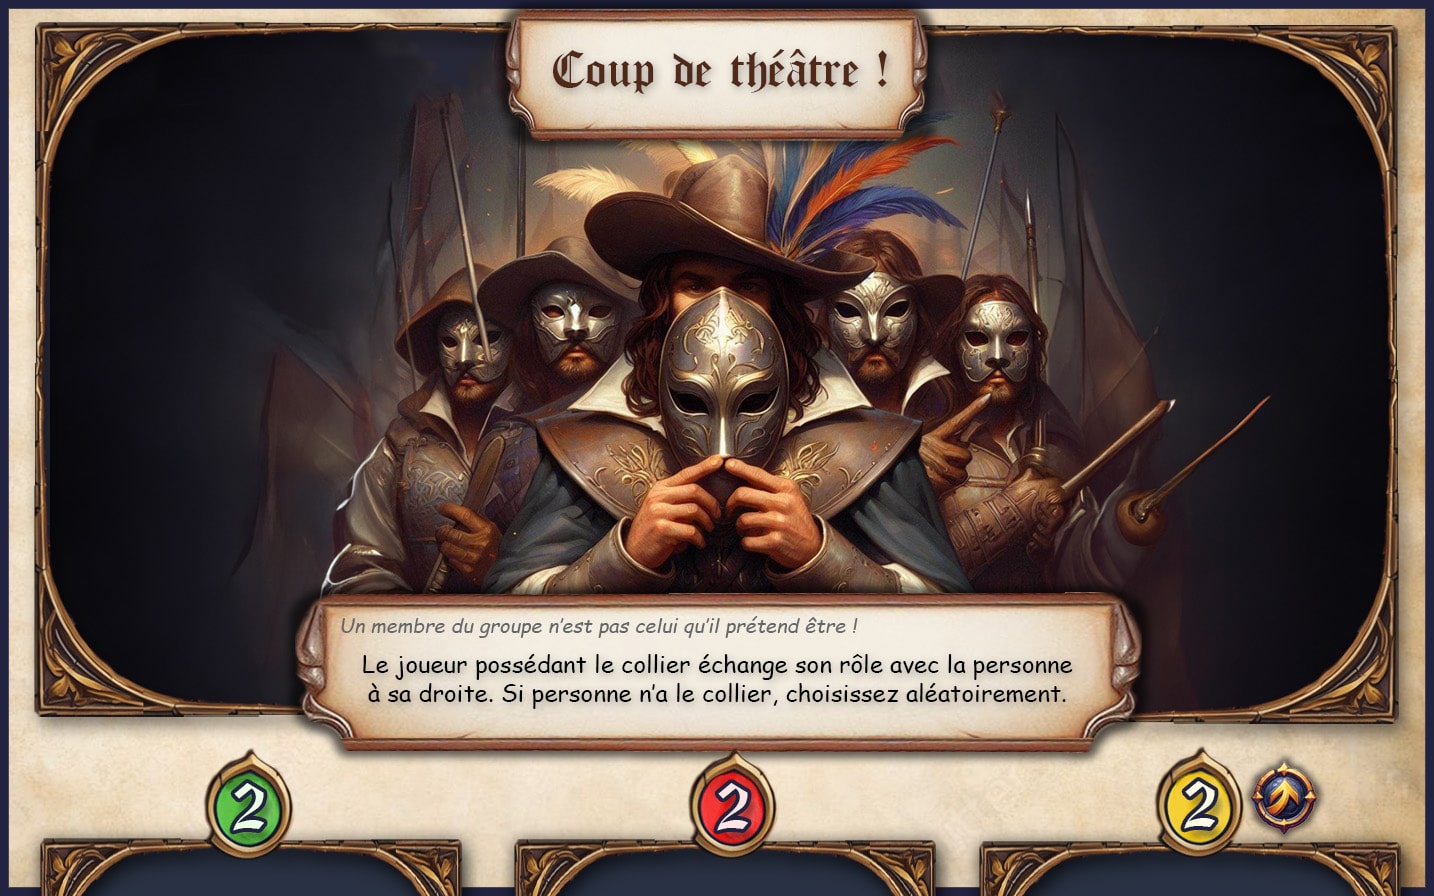 Coup de théâtre !
Un membre du groupe n'est pas celui qu'il prétend être !
Le joueur possédant le collier échange son rôle avec la personne
à sa droite. Si personne n'a le collier, choisissez aléatoirement.
2 2 2